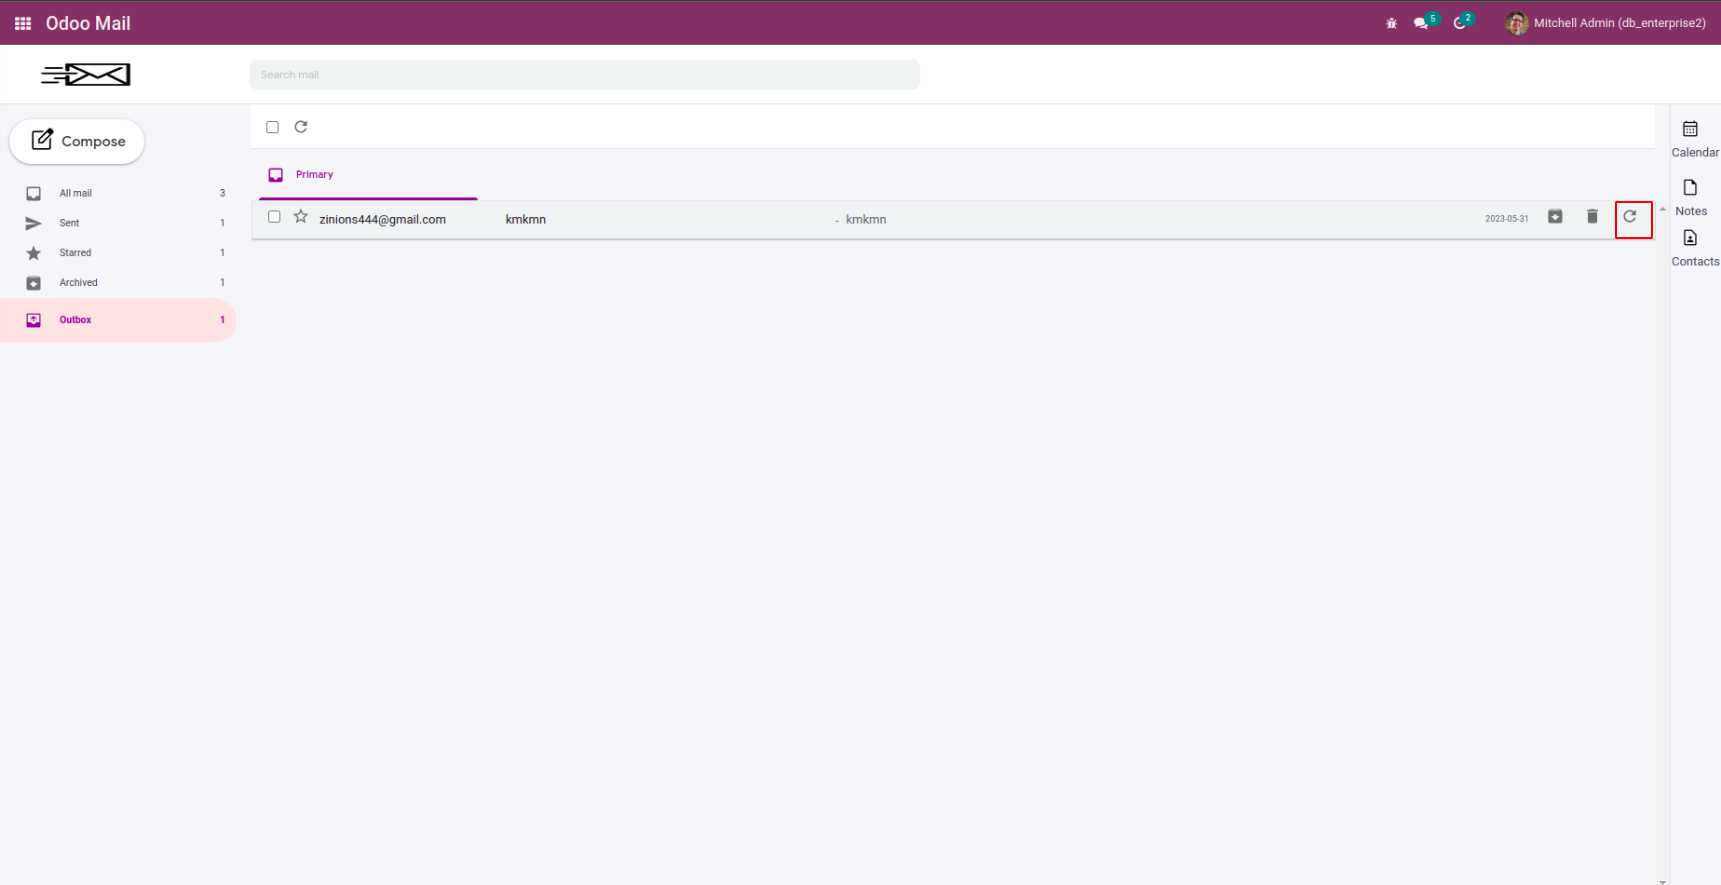 Odoo Mail
5
2
Mitchell Admin (db_enterprise2)
Search mail
Compose
All mail 3
Sent 1
Starred 1
Archived 1
Outbox 1
Primary
zinions444@gmail.com kmkmn - kmkmn 2023-05-31
Calendar
Notes
Contacts